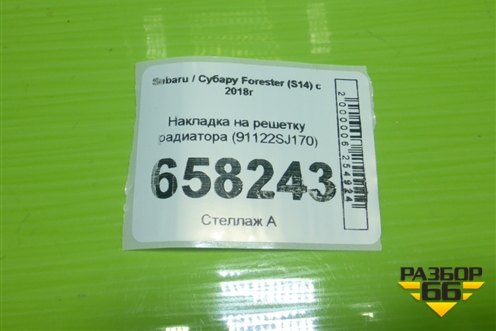 Subaru / Субару Forester (S14) с
2018г
Накладка на решетку
радиатора (91122SJ170)
658243
Стеллаж А
2000006254924
РАЗБОР
66